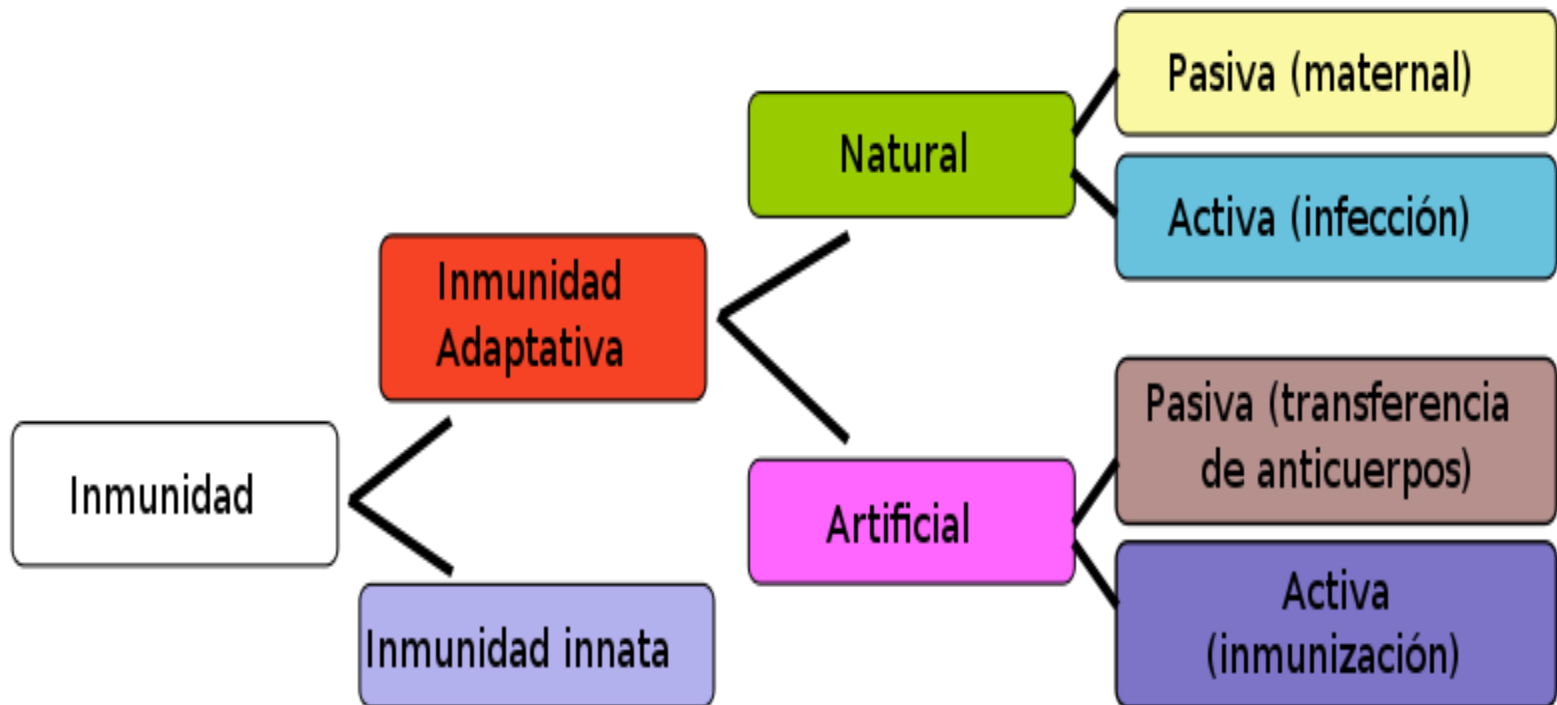 Pasiva (maternal)
Natural
Activa (infección)
Inmunidad
Adaptativa
Pasiva (transferencia
de anticuerpos)
Inmunidad
Artificial
Activa
(inmunización)
Inmunidad innata